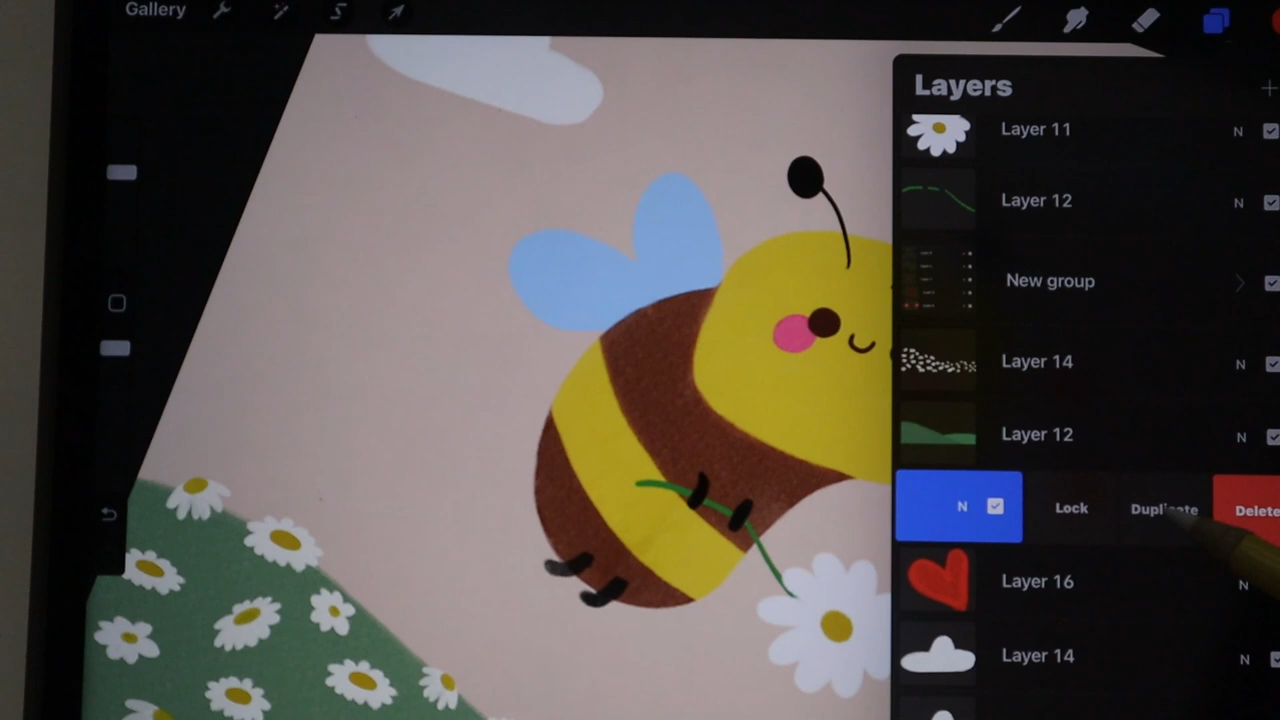 Gallery
Layers
Layer 11 N
Layer 12 N
New group
Layer 14 N
Layer 12 N
N Lock Duplicate Delete
Layer 16 N
Layer 14 N